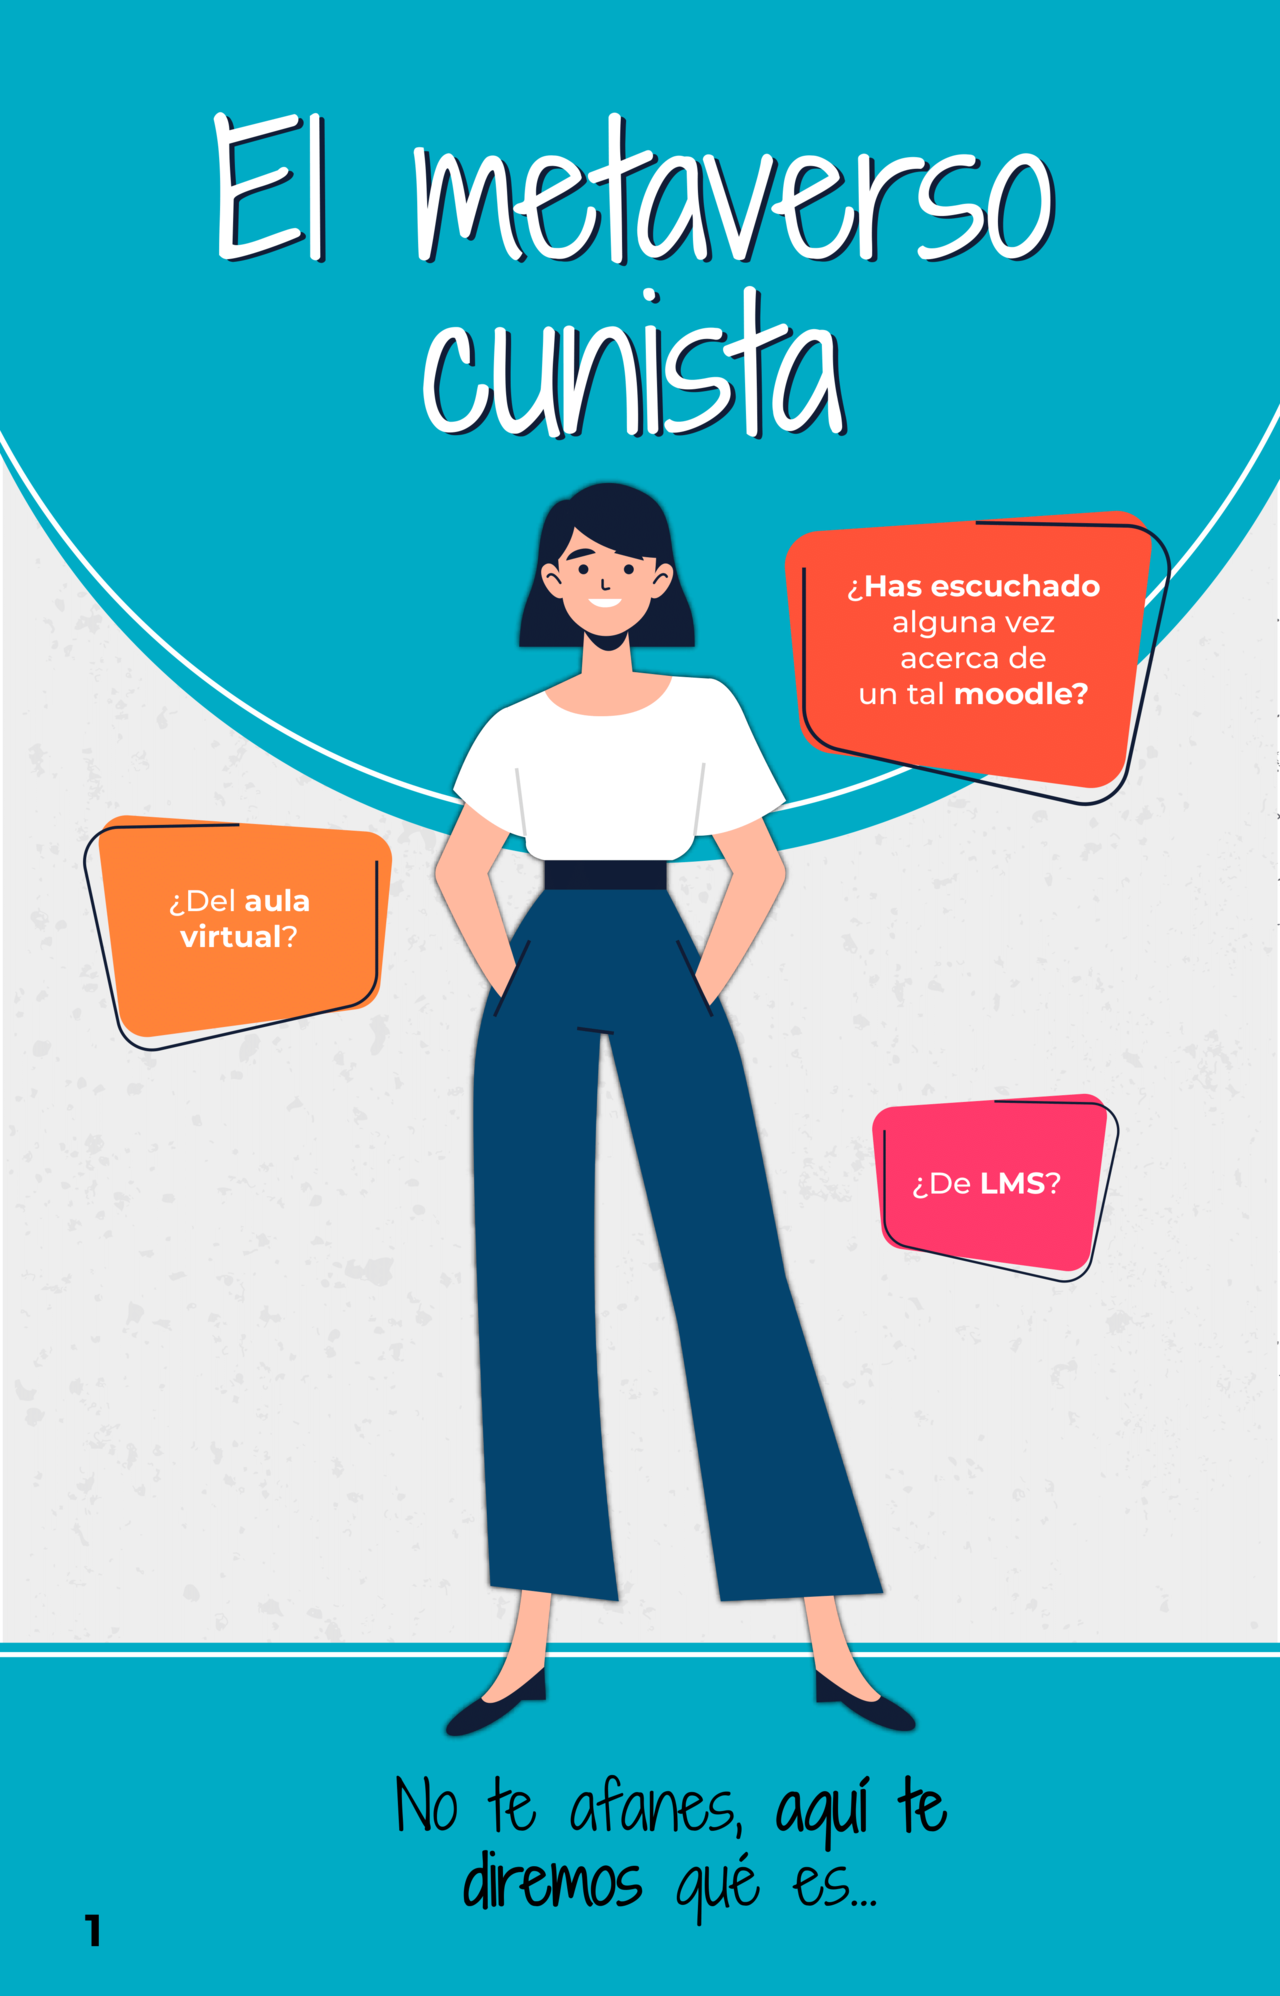 El metaverso
cunista
¿Has escuchado
alguna vez
acerca de
un tal moodle?
¿Del aula
virtual?
¿De LMS?
No te afanes, aquí te
diremos qué es...
1